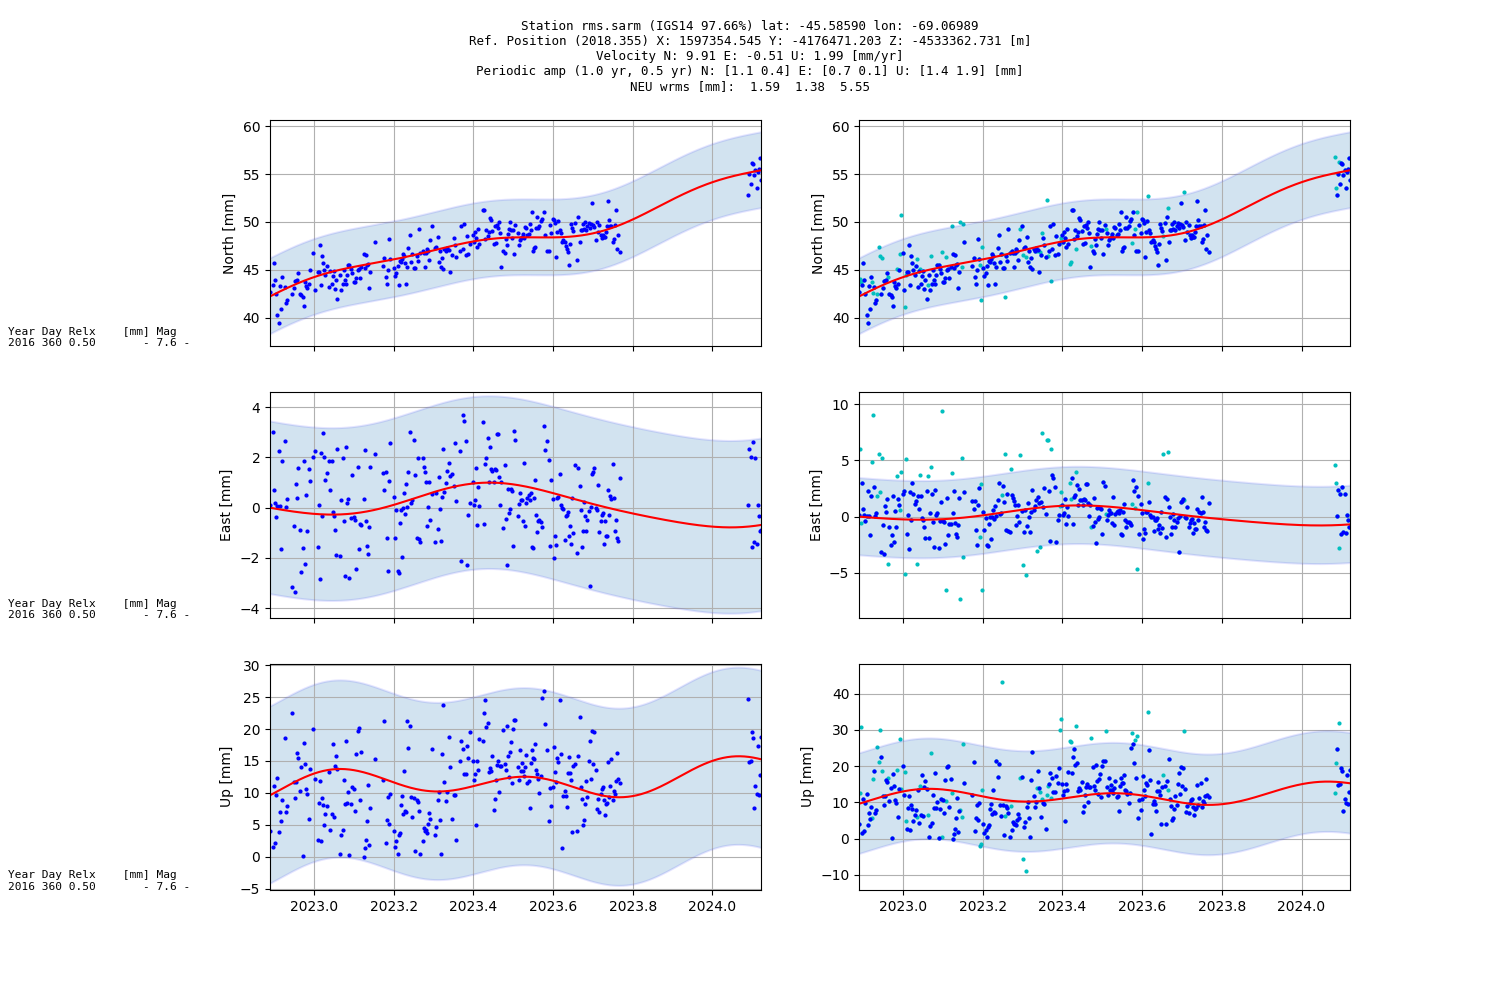 Station rms.sarm (IGS14 97.66%) lat: -45.58590 lon: -69.06989
Ref. Position (2018.355) X: 1597354.545 Y: -4176471.203 Z: -4533362.731 [m]
Velocity N: 9.91 E: -0.51 U: 1.99 [mm/yr]
Periodic amp (1.0 yr, 0.5 yr) N: [1.1 0.4] E: [0.7 0.1] U: [1.4 1.9] [mm]
NEU wrms [mm]: 1.59 1.38 5.55
North [mm]
60
55
50
45
40
North [mm]
60
55
50
45
40
Year Day Relx [mm] Mag
2016 360 0.50 - 7.6 -
East [mm]
4
2
0
−2
−4
East [mm]
10
5
0
−5
Year Day Relx [mm] Mag
2016 360 0.50 - 7.6 -
Up [mm]
30
25
20
15
10
5
0
−5
Up [mm]
40
30
20
10
0
−10
Year Day Relx [mm] Mag
2016 360 0.50 - 7.6 -
2023.0 2023.2 2023.4 2023.6 2023.8 2024.0
2023.0 2023.2 2023.4 2023.6 2023.8 2024.0